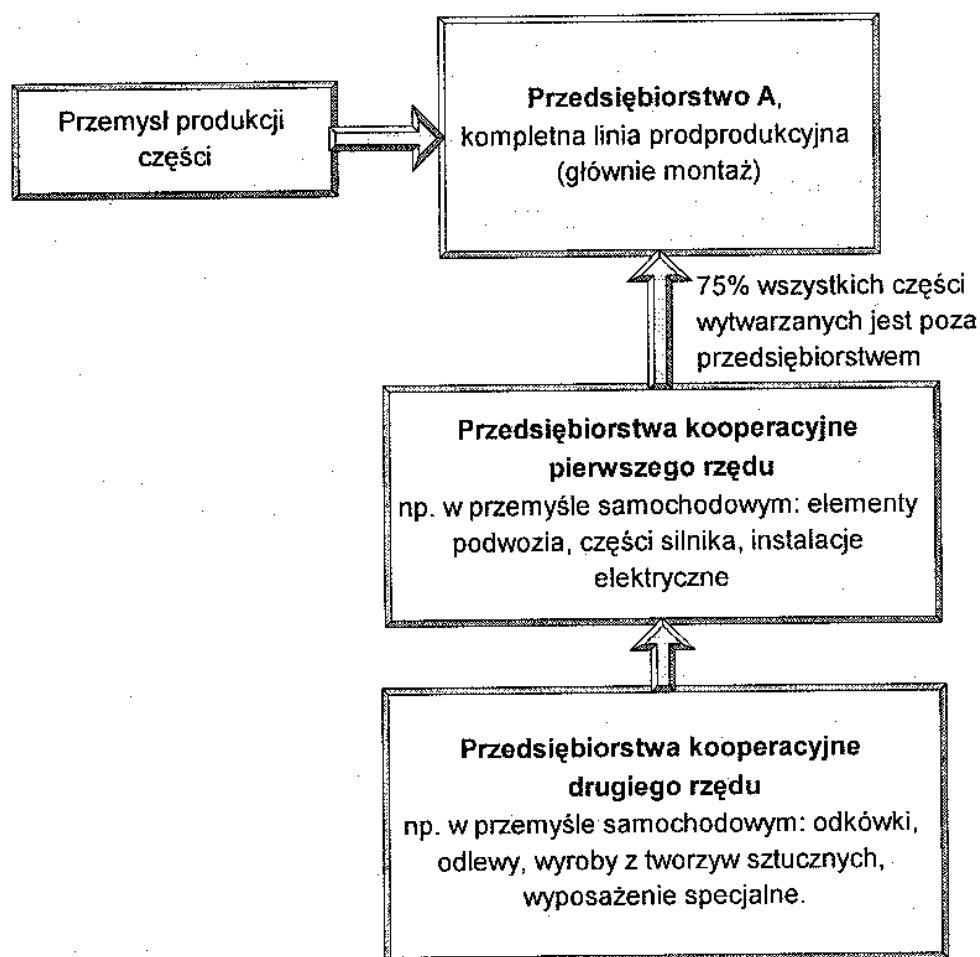 Przemysł produkcji
części
Przedsiębiorstwo A,
kompletna linia prodprodukcyjna
(głównie montaż)
75% wszystkich części
wytwarzanych jest poza
przedsiębiorstwem
Przedsiębiorstwa kooperacyjne
pierwszego rzędu
np. w przemyśle samochodowym: elementy
podwozia, części silnika, instalacje
elektryczne
Przedsiębiorstwa kooperacyjne
drugiego rzędu
np. w przemyśle samochodowym: odkówki,
odlewy, wyroby z tworzyw sztucznych,
wyposażenie specjalne.